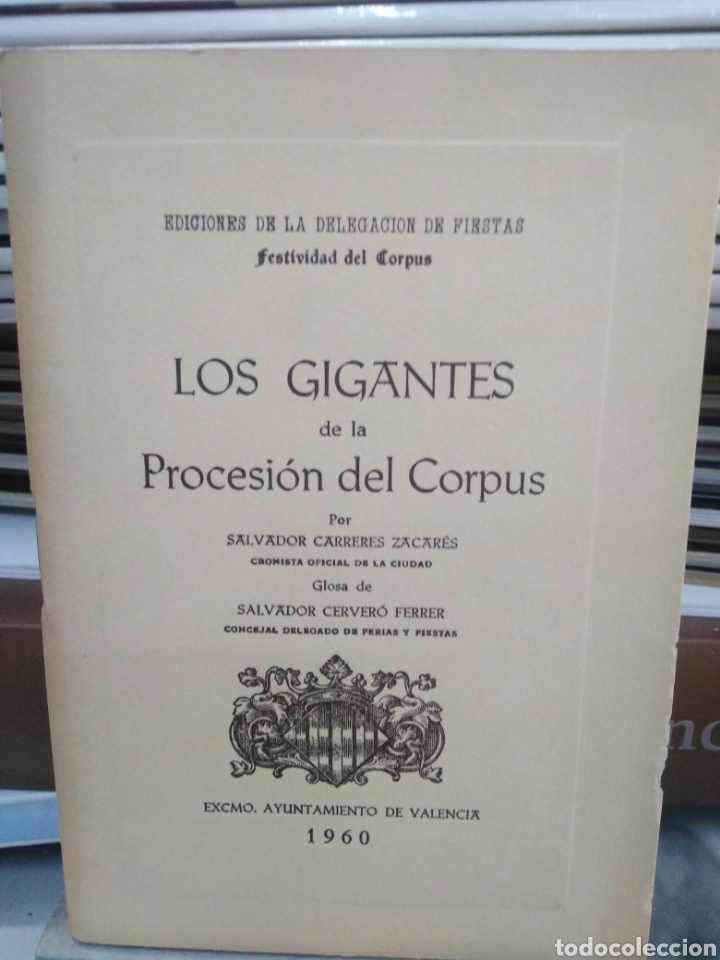 EDICIONES DE LA DELEGACION DE FIESTAS
Festividad del Corpus
LOS GIGANTES
de la
Procesión del Corpus
Por
SALVADOR CARRERES ZACARÉS
CRONISTA OFICIAL DE LA CIUDAD
Glosa de
SALVADOR CERVERÓ FERRER
CONCEJAL DELEGADO DE FERIAS Y FIESTAS
EXCMO. AYUNTAMIENTO DE VALENCIA
1960
todocoleccion